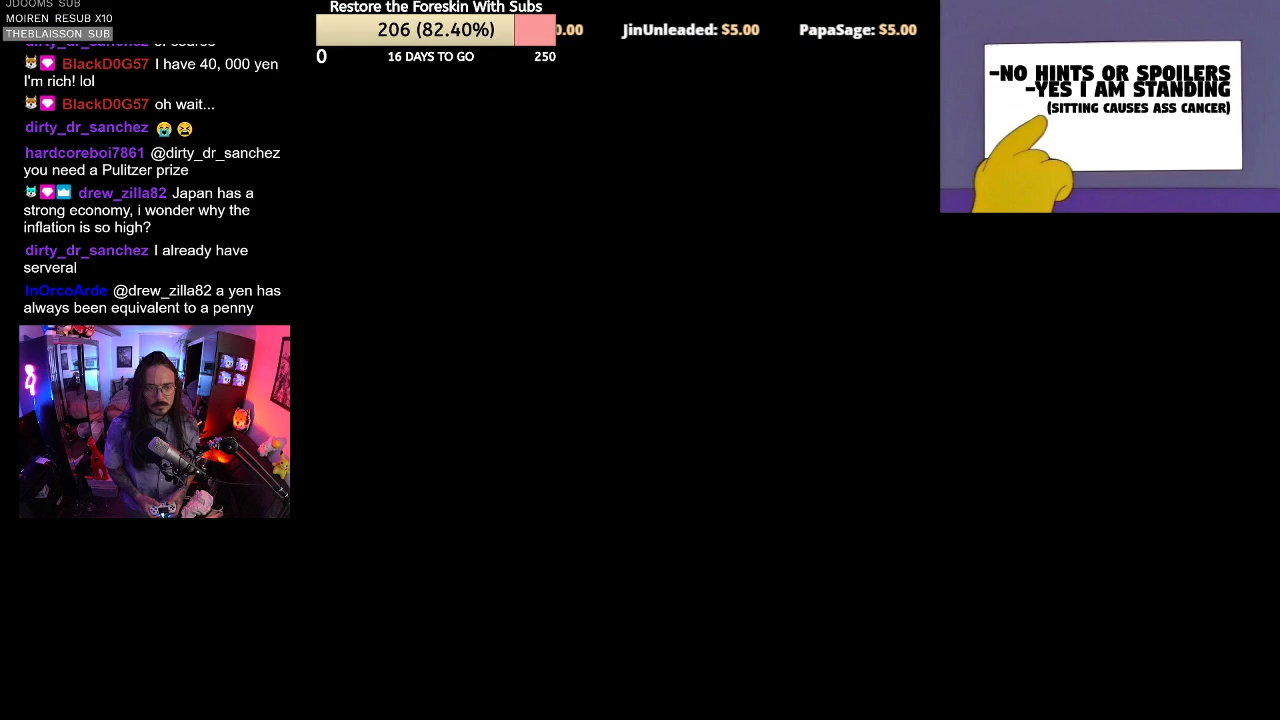 JDOOMS SUB
MOIREN RESUB X10
THEBLAISSON SUB
BlackD0G57 I have 40, 000 yen
I'm rich! lol
BlackD0G57 oh wait...
dirty_dr_sanchez 😭 😫
hardcoreboi7861 @dirty_dr_sanchez
you need a Pulitzer prize
drew_zilla82 Japan has a
strong economy, i wonder why the
inflation is so high?
dirty_dr_sanchez I already have
serveral
InOrcoArde @drew_zilla82 a yen has
always been equivalent to a penny
Restore the Foreskin With Subs
206 (82.40%)
0 16 DAYS TO GO 250
0.00 JinUnleaded: $5.00 PapaSage: $5.00
-NO HINTS OR SPOILERS
-YES I AM STANDING
(SITTING CAUSES ASS CANCER)